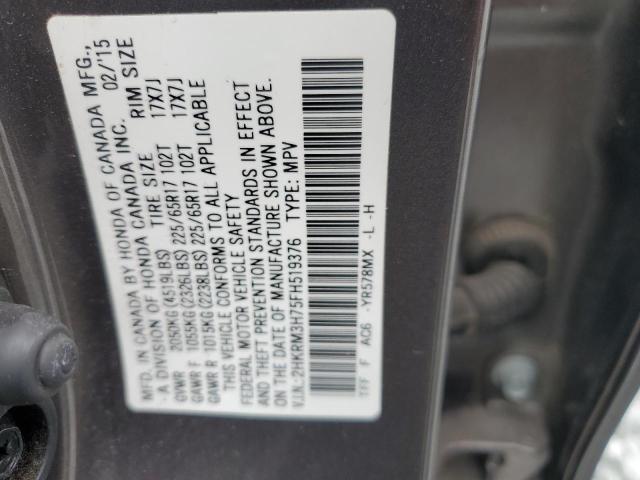 MFD. IN CANADA BY HONDA OF CANADA MFG.,
- A DIVISION OF HONDA CANADA INC. 02/'15
TIRE SIZE RIM SIZE
GVWR 2050KG (4519LBS)
GAWR F 1055KG (2326LBS) 225/65R17 102T 17X7J
GAWR R 1015KG (2238LBS) 225/65R17 102T 17X7J
THIS VEHICLE CONFORMS TO ALL APPLICABLE
FEDERAL MOTOR VEHICLE SAFETY
AND THEFT PREVENTION STANDARDS IN EFFECT
ON THE DATE OF MANUFACTURE SHOWN ABOVE.
V.I.N.: 2HKRM3H75FH519376 TYPE: MPV
TFF F AC6 -YR578MX -L -H